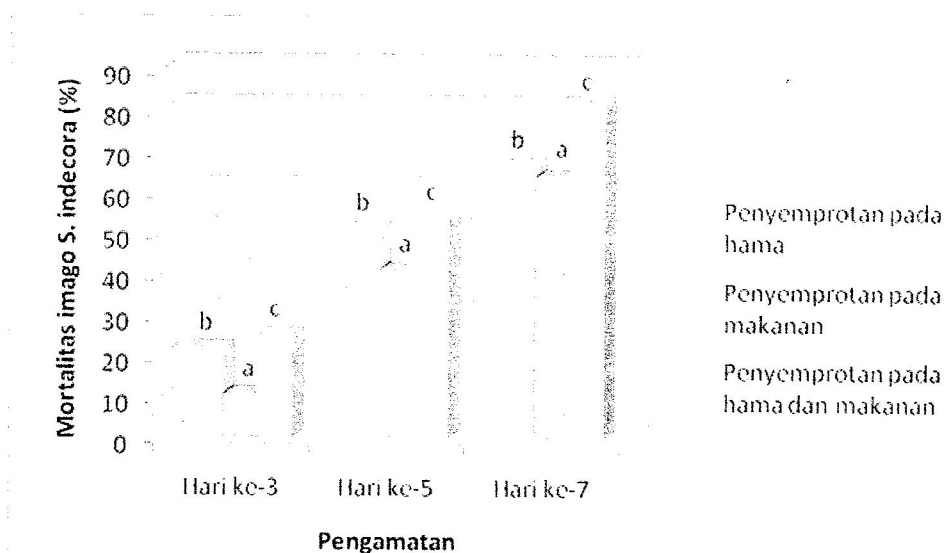 Mortalitas imago S. indecora (%)
90
80
70
60
50
40
30
20
10
0
b
a
c
b
a
c
b
a
c
Hari ke-3
Hari ke-5
Hari ke-7
Pengamatan
Penyemprotan pada
hama
Penyemprotan pada
makanan
Penyemprotan pada
hama dan makanan